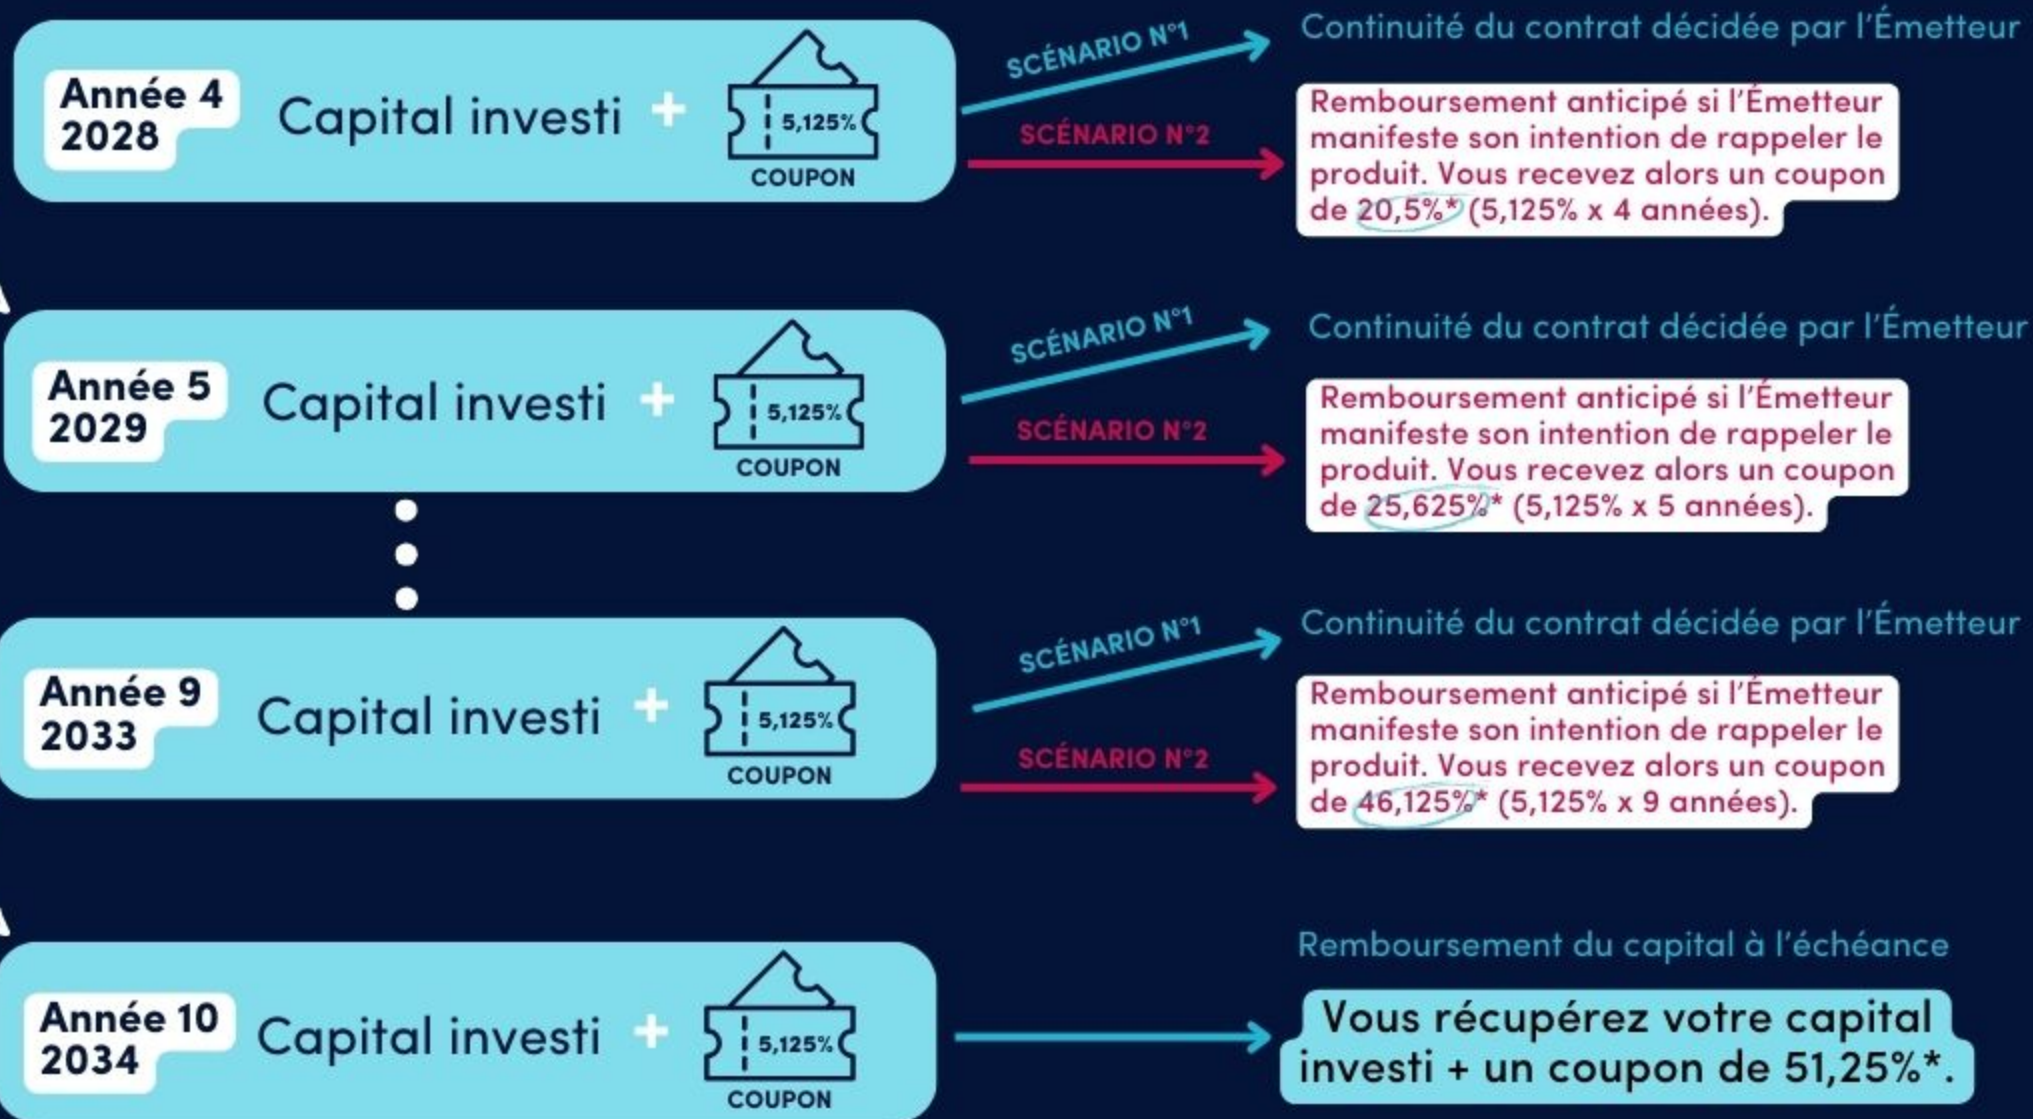 Année 4
2028
Capital investi +
5,125%
COUPON
SCÉNARIO N°1
Continuité du contrat décidée par l'Émetteur
SCÉNARIO N°2
Remboursement anticipé si l'Émetteur
manifeste son intention de rappeler le
produit. Vous recevez alors un coupon
de 20,5%* (5,125% x 4 années).
Année 5
2029
Capital investi +
5,125%
COUPON
SCÉNARIO N°1
Continuité du contrat décidée par l'Émetteur
SCÉNARIO N°2
Remboursement anticipé si l'Émetteur
manifeste son intention de rappeler le
produit. Vous recevez alors un coupon
de 25,625%* (5,125% x 5 années).
Année 9
2033
Capital investi +
5,125%
COUPON
SCÉNARIO N°1
Continuité du contrat décidée par l'Émetteur
SCÉNARIO N°2
Remboursement anticipé si l'Émetteur
manifeste son intention de rappeler le
produit. Vous recevez alors un coupon
de 46,125%* (5,125% x 9 années).
Année 10
2034
Capital investi +
5,125%
COUPON
Remboursement du capital à l'échéance
Vous récupérez votre capital
investi + un coupon de 51,25%*.